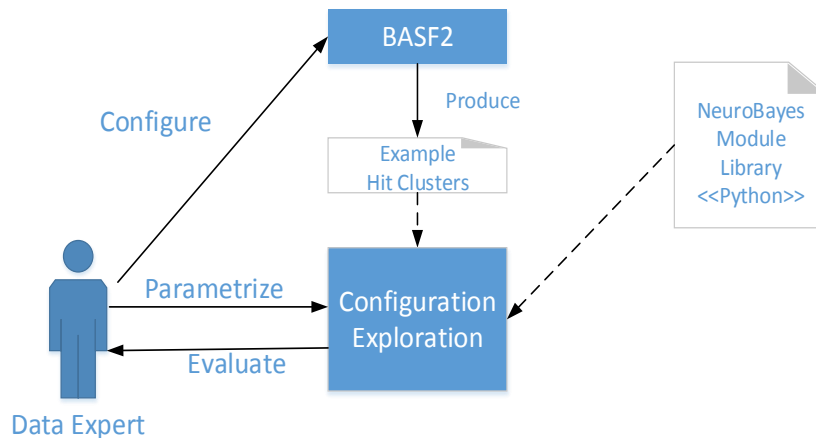 BASF2
Configure
Produce
Example
Hit Clusters
NeuroBayes
Module
Library
<<Python>>
Parametrize
Configuration
Exploration
Evaluate
Data Expert